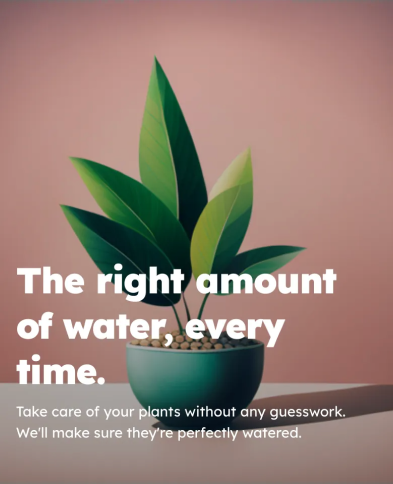 The right amount
of water, every
time.
Take care of your plants without any guesswork.
We'll make sure they're perfectly watered.